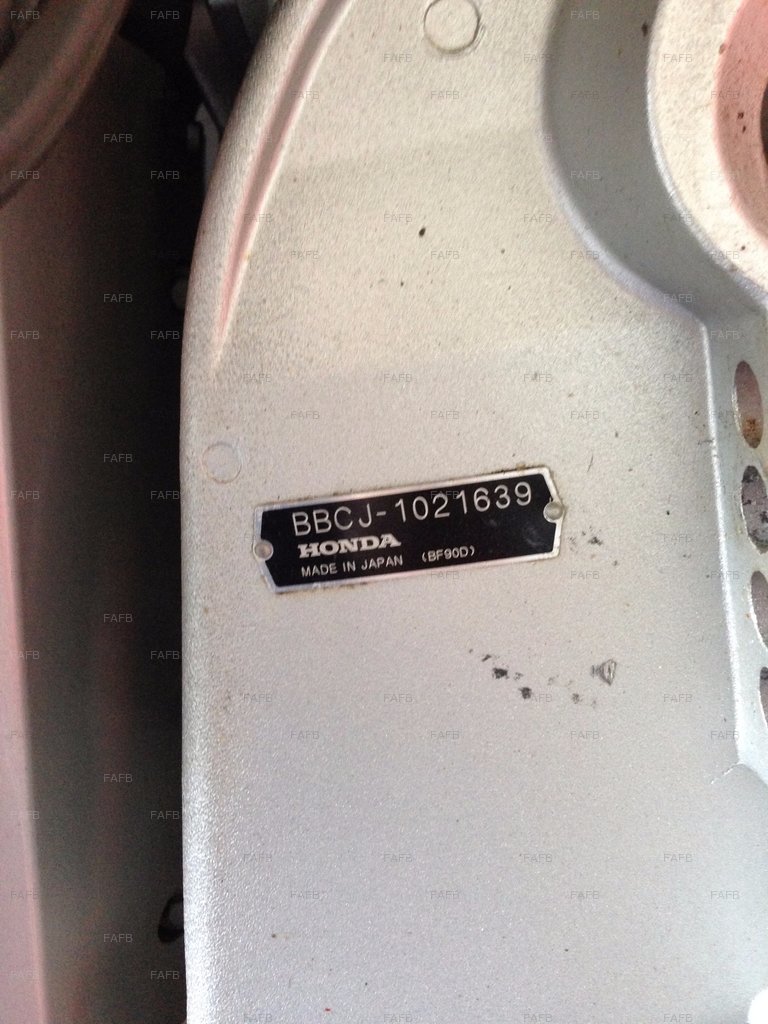 BBCJ-1021639
HONDA
MADE IN JAPAN (BF90D)